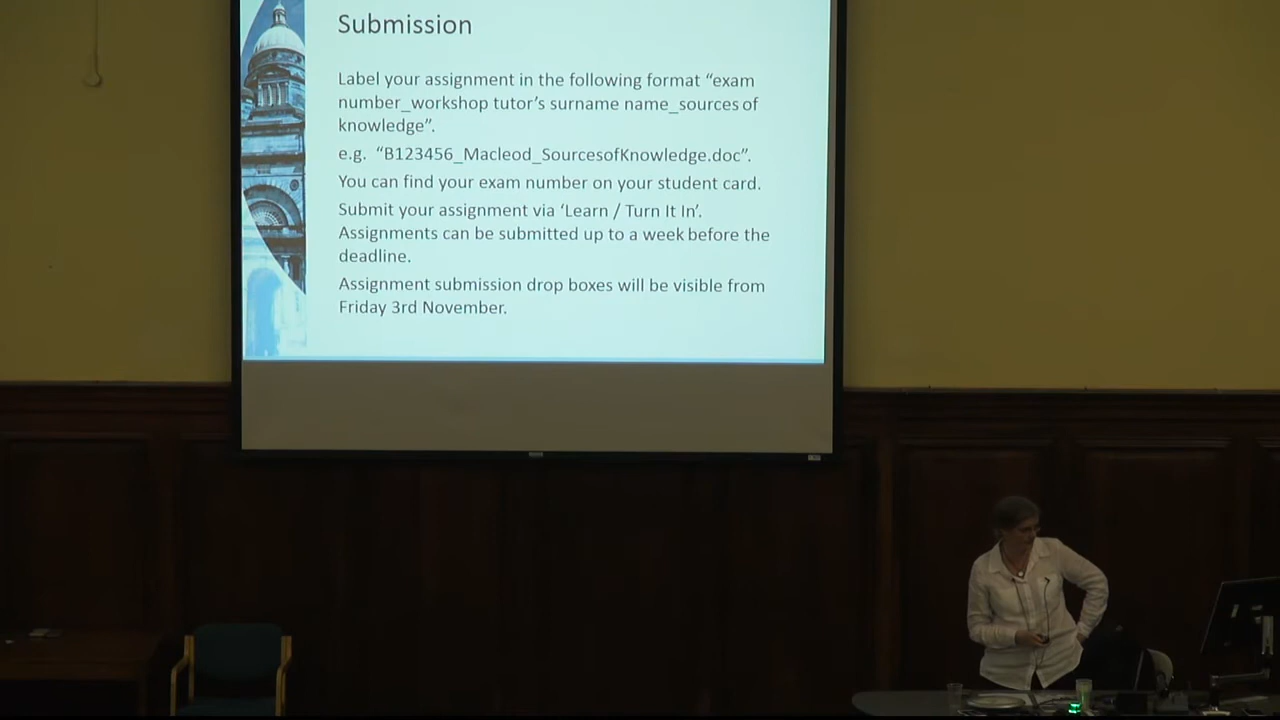 Submission
Label your assignment in the following format “exam
number_workshop tutor’s surname name_sources of
knowledge”.
e.g. “B123456_Macleod_SourcesofKnowledge.doc”.
You can find your exam number on your student card.
Submit your assignment via ‘Learn / Turn It In’.
Assignments can be submitted up to a week before the
deadline.
Assignment submission drop boxes will be visible from
Friday 3rd November.